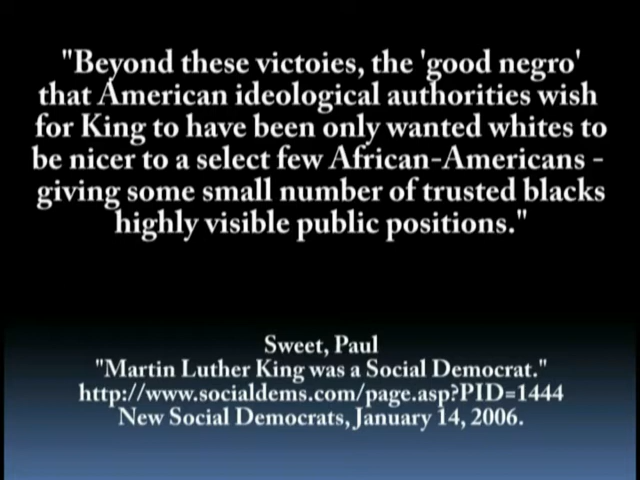 "Beyond these victoies, the 'good negro'
that American ideological authorities wish
for King to have been only wanted whites to
be nicer to a select few African-Americans -
giving some small number of trusted blacks
highly visible public positions."
Sweet, Paul
"Martin Luther King was a Social Democrat."
http://www.socialdems.com/page.asp?PID=1444
New Social Democrats, January 14, 2006.